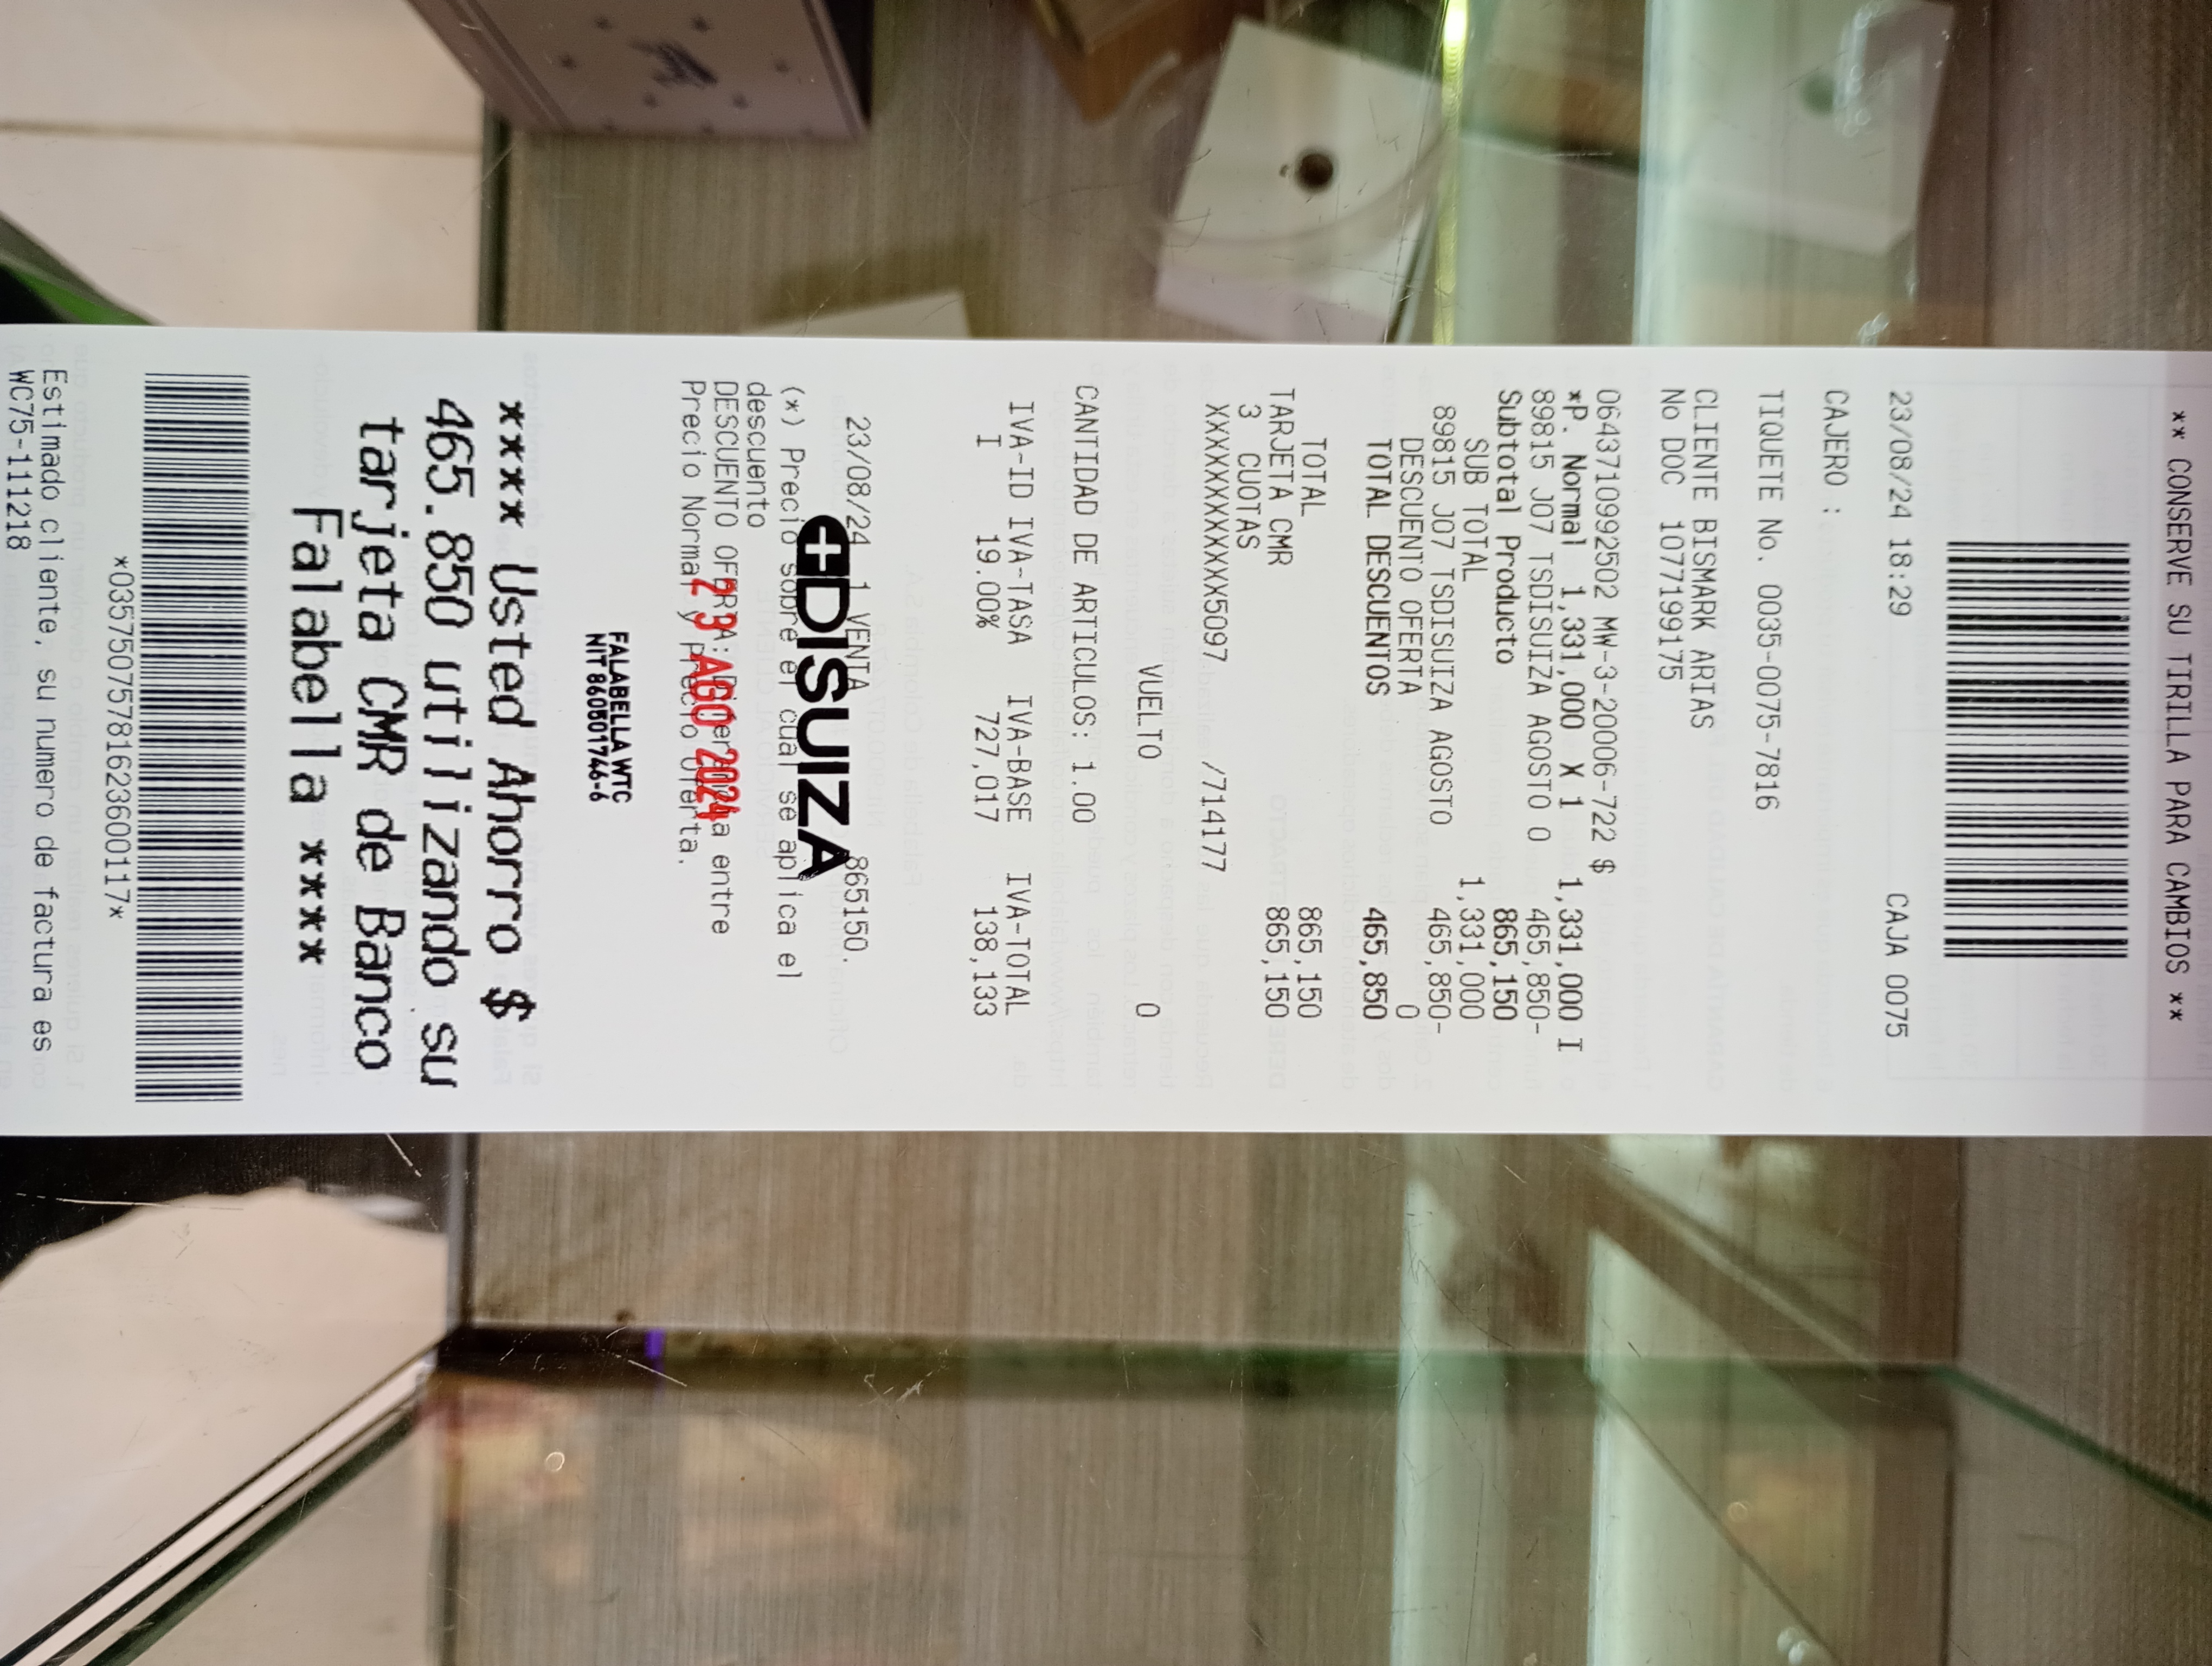 ** CONSERVE SU TIRILLA PARA CAMBIOS **
23/08/24 18:29 CAJA 0075
CAJERO :
TIQUETE No. 0035-0075-7816
CLIENTE BISMARK ARIAS
No DOC 1077199175
0643710992502 MW-3-20006-722 $
*P. Normal 1,331,000 X 1 1,331,000 I
89815 J07 TSDISUIZA AGOSTO 0 465,850-
Subtotal Producto 865,150
SUB TOTAL 1,331,000
89815 J07 TSDISUIZA AGOSTO 465,850-
DESCUENTO OFERTA 0
TOTAL DESCUENTOS 465,850
TOTAL 865,150
TARJETA CMR 865,150
3 CUOTAS
XXXXXXXXXXXX5097 /714177
VUELTO 0
CANTIDAD DE ARTICULOS: 1.00
IVA-ID IVA-TASA IVA-BASE IVA-TOTAL
I 19.00% 727,017 138,133
23/08/24 1 VENTA 865150.
DISUIZA
(*) Precio sobre el cual se aplica el
descuento
DESCUENTO OFERTA: entre
Precio Normal y Precio Oferta.
23 AGO 2024
FALABELLA WTC
NIT 860501746-6
**** Usted Ahorro $
465.850 utilizando su
tarjeta CMR de Banco
Falabella ****
*0357507578162360011​7*
Estimado cliente, su numero de factura es
WC75-111218